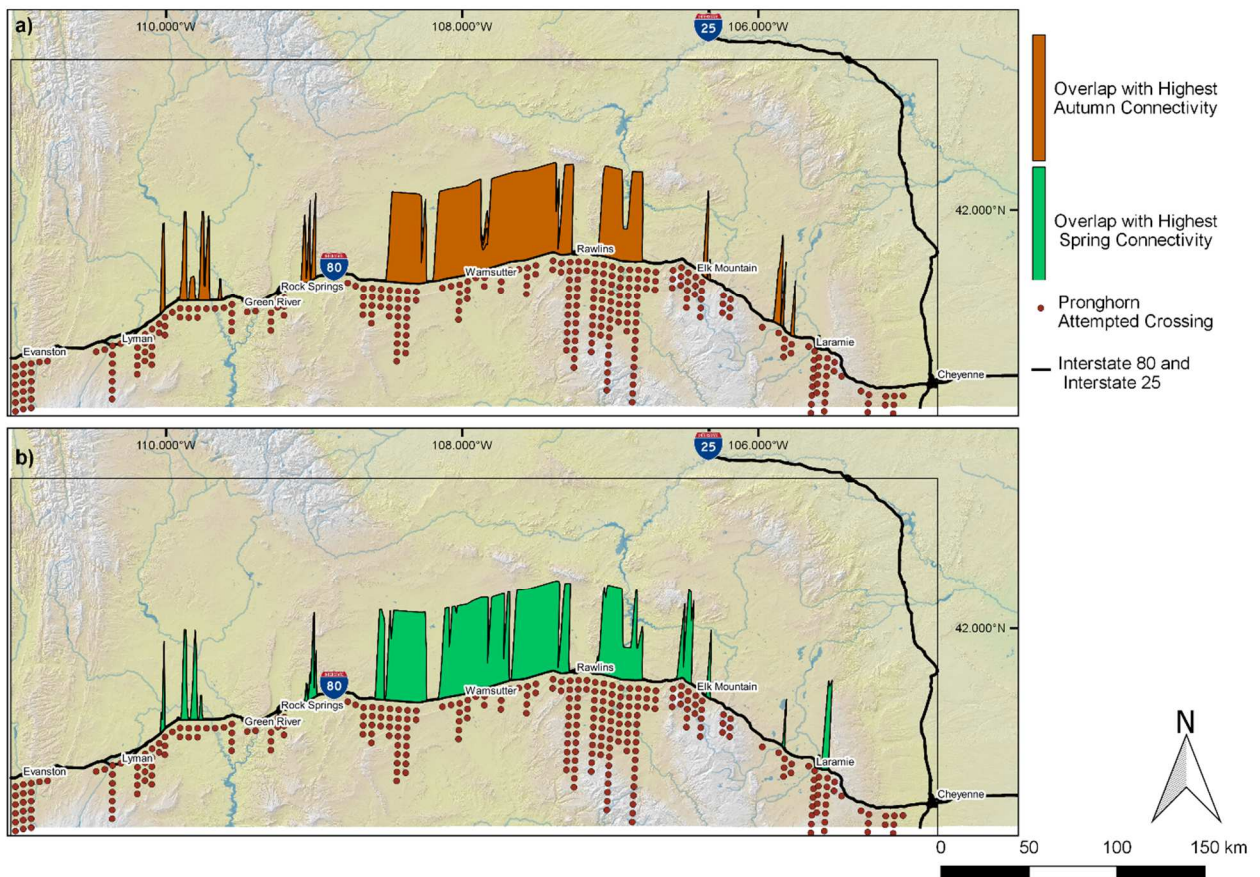 a)
110.000°W
108.000°W
25
106.000°W
Overlap with Highest
Autumn Connectivity
42.000°N
Overlap with Highest
Spring Connectivity
Rawlins
80
Elk Mountain
Wamsutter
Rock Springs
Green River
Pronghorn
Attempted Crossing
Lyman
Laramie
Evanston
Interstate 80 and
Interstate 25
Cheyenne
b)
110.000°W
108.000°W
25
106.000°W
42.000°N
Rawlins
80
Elk Mountain
Wamsutter
Rock Springs
Green River
Lyman
Laramie
Evanston
Cheyenne
N
0 50 100 150 km